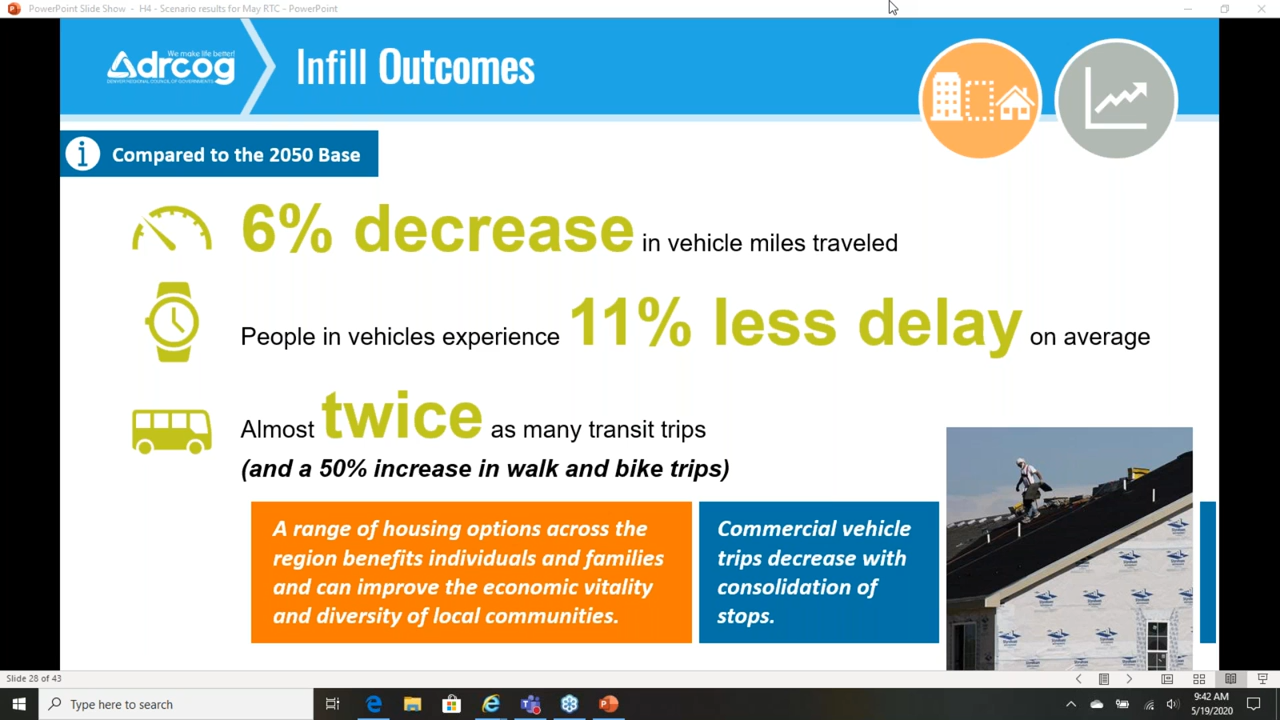 PowerPoint Slide Show - H4 - Scenario results for May RTC - PowerPoint
We make life better!
drcog
DENVER REGIONAL COUNCIL OF GOVERNMENTS
Infill Outcomes
Compared to the 2050 Base
6% decrease in vehicle miles traveled
People in vehicles experience 11% less delay on average
Almost twice as many transit trips
(and a 50% increase in walk and bike trips)
A range of housing options across the
region benefits individuals and families
and can improve the economic vitality
and diversity of local communities.
Commercial vehicle
trips decrease with
consolidation of
stops.
Slide 28 of 43
Type here to search
9:42 AM
5/19/2020